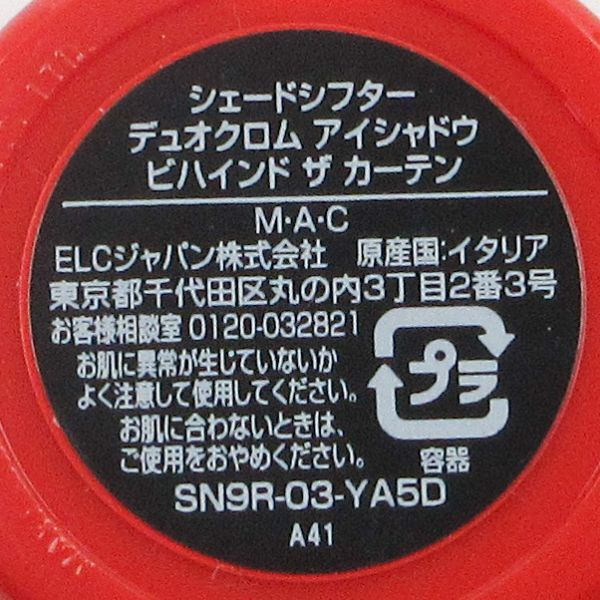 シェードシフター
デュオクロム アイシャドウ
ビハインド ザ カーテン
M・A・C
ELCジャパン株式会社 原産国:イタリア
東京都千代田区丸の内3丁目2番3号
お客様相談室 0120-032821
お肌に異常が生じていないか
よく注意して使用してください。
お肌に合わないときは、
ご使用をおやめください。
プラ
容器
SN9R-03-YA5D
A41